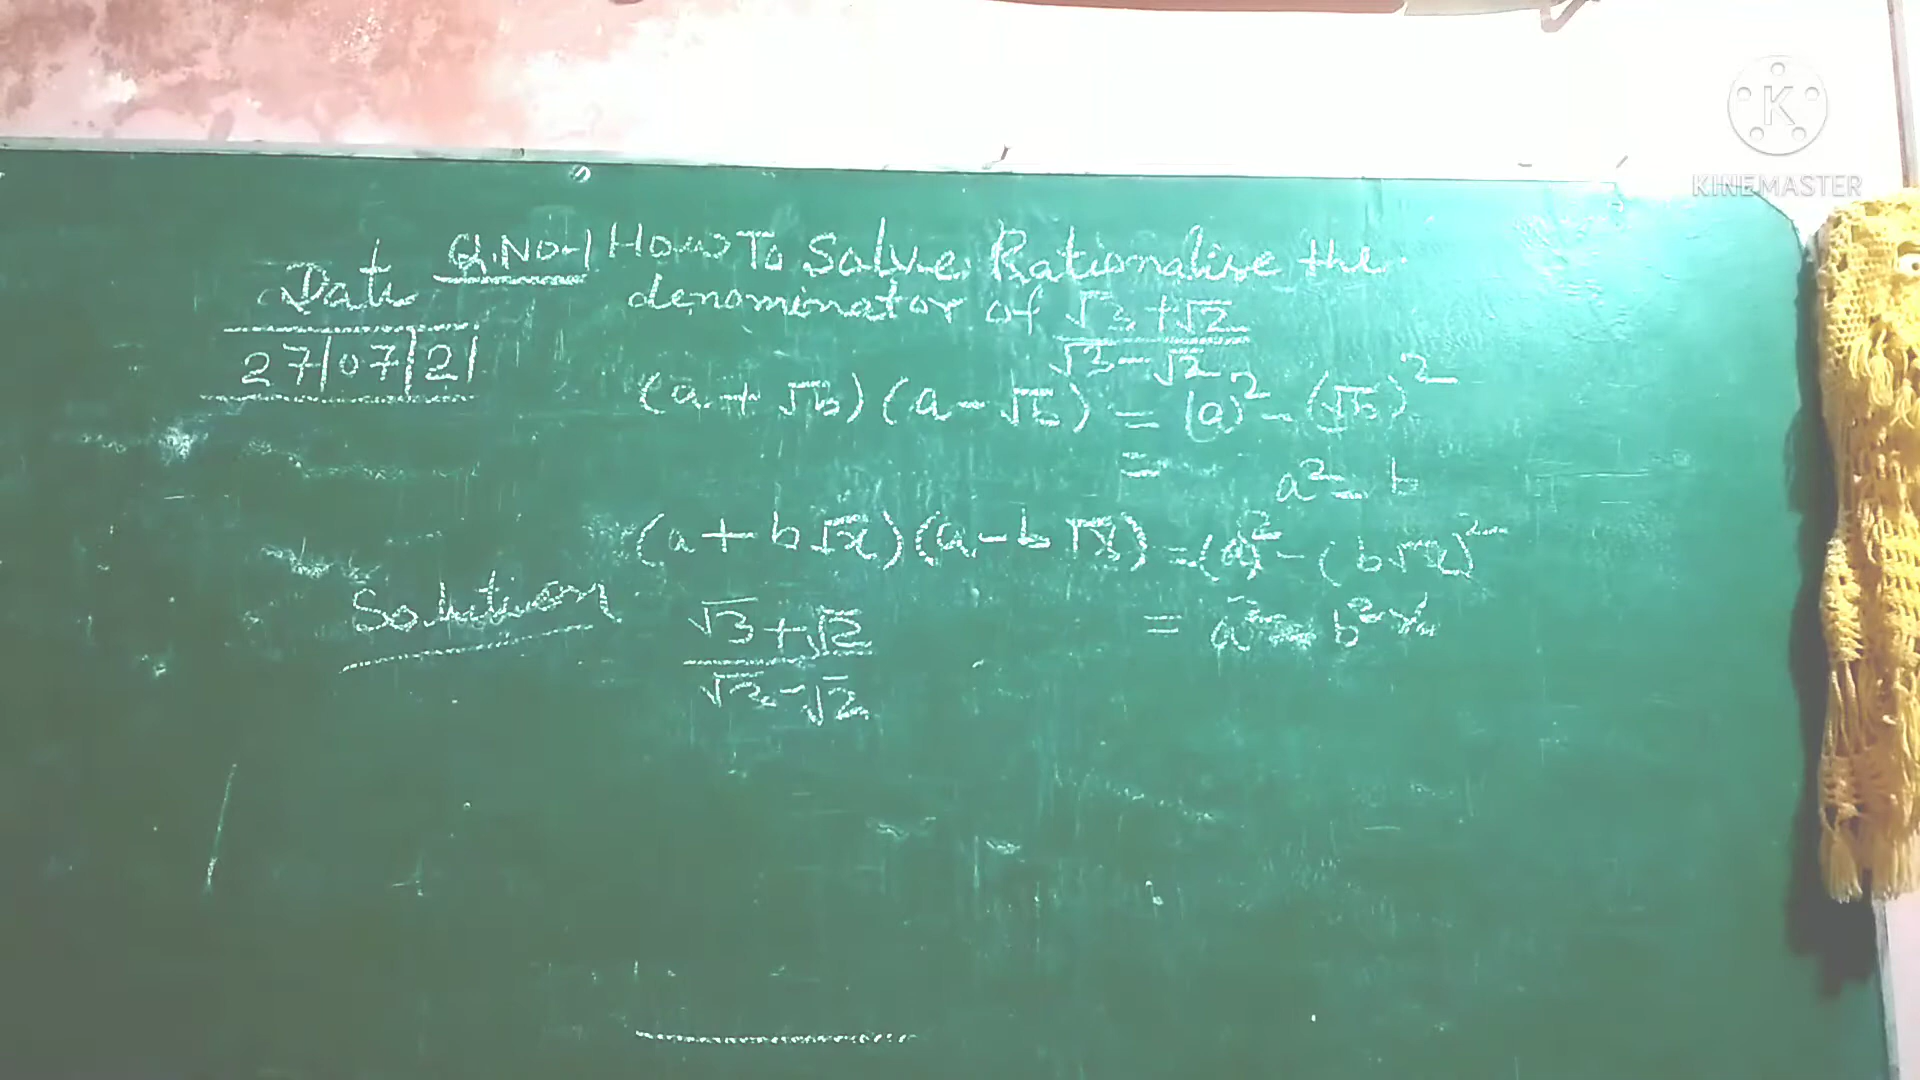 KINEMASTER
Q.No-1 How To Solve Rationalise the
denominator of √3+√2 / √3-√2
Date
27/07/21
(a + √b) (a - √b) = (a)² - (√b)²
= a² - b
(a + b√x) (a - b√x) = (a)² - (b√x)²
= a² - b²x
Solution
√3+√2
√3-√2